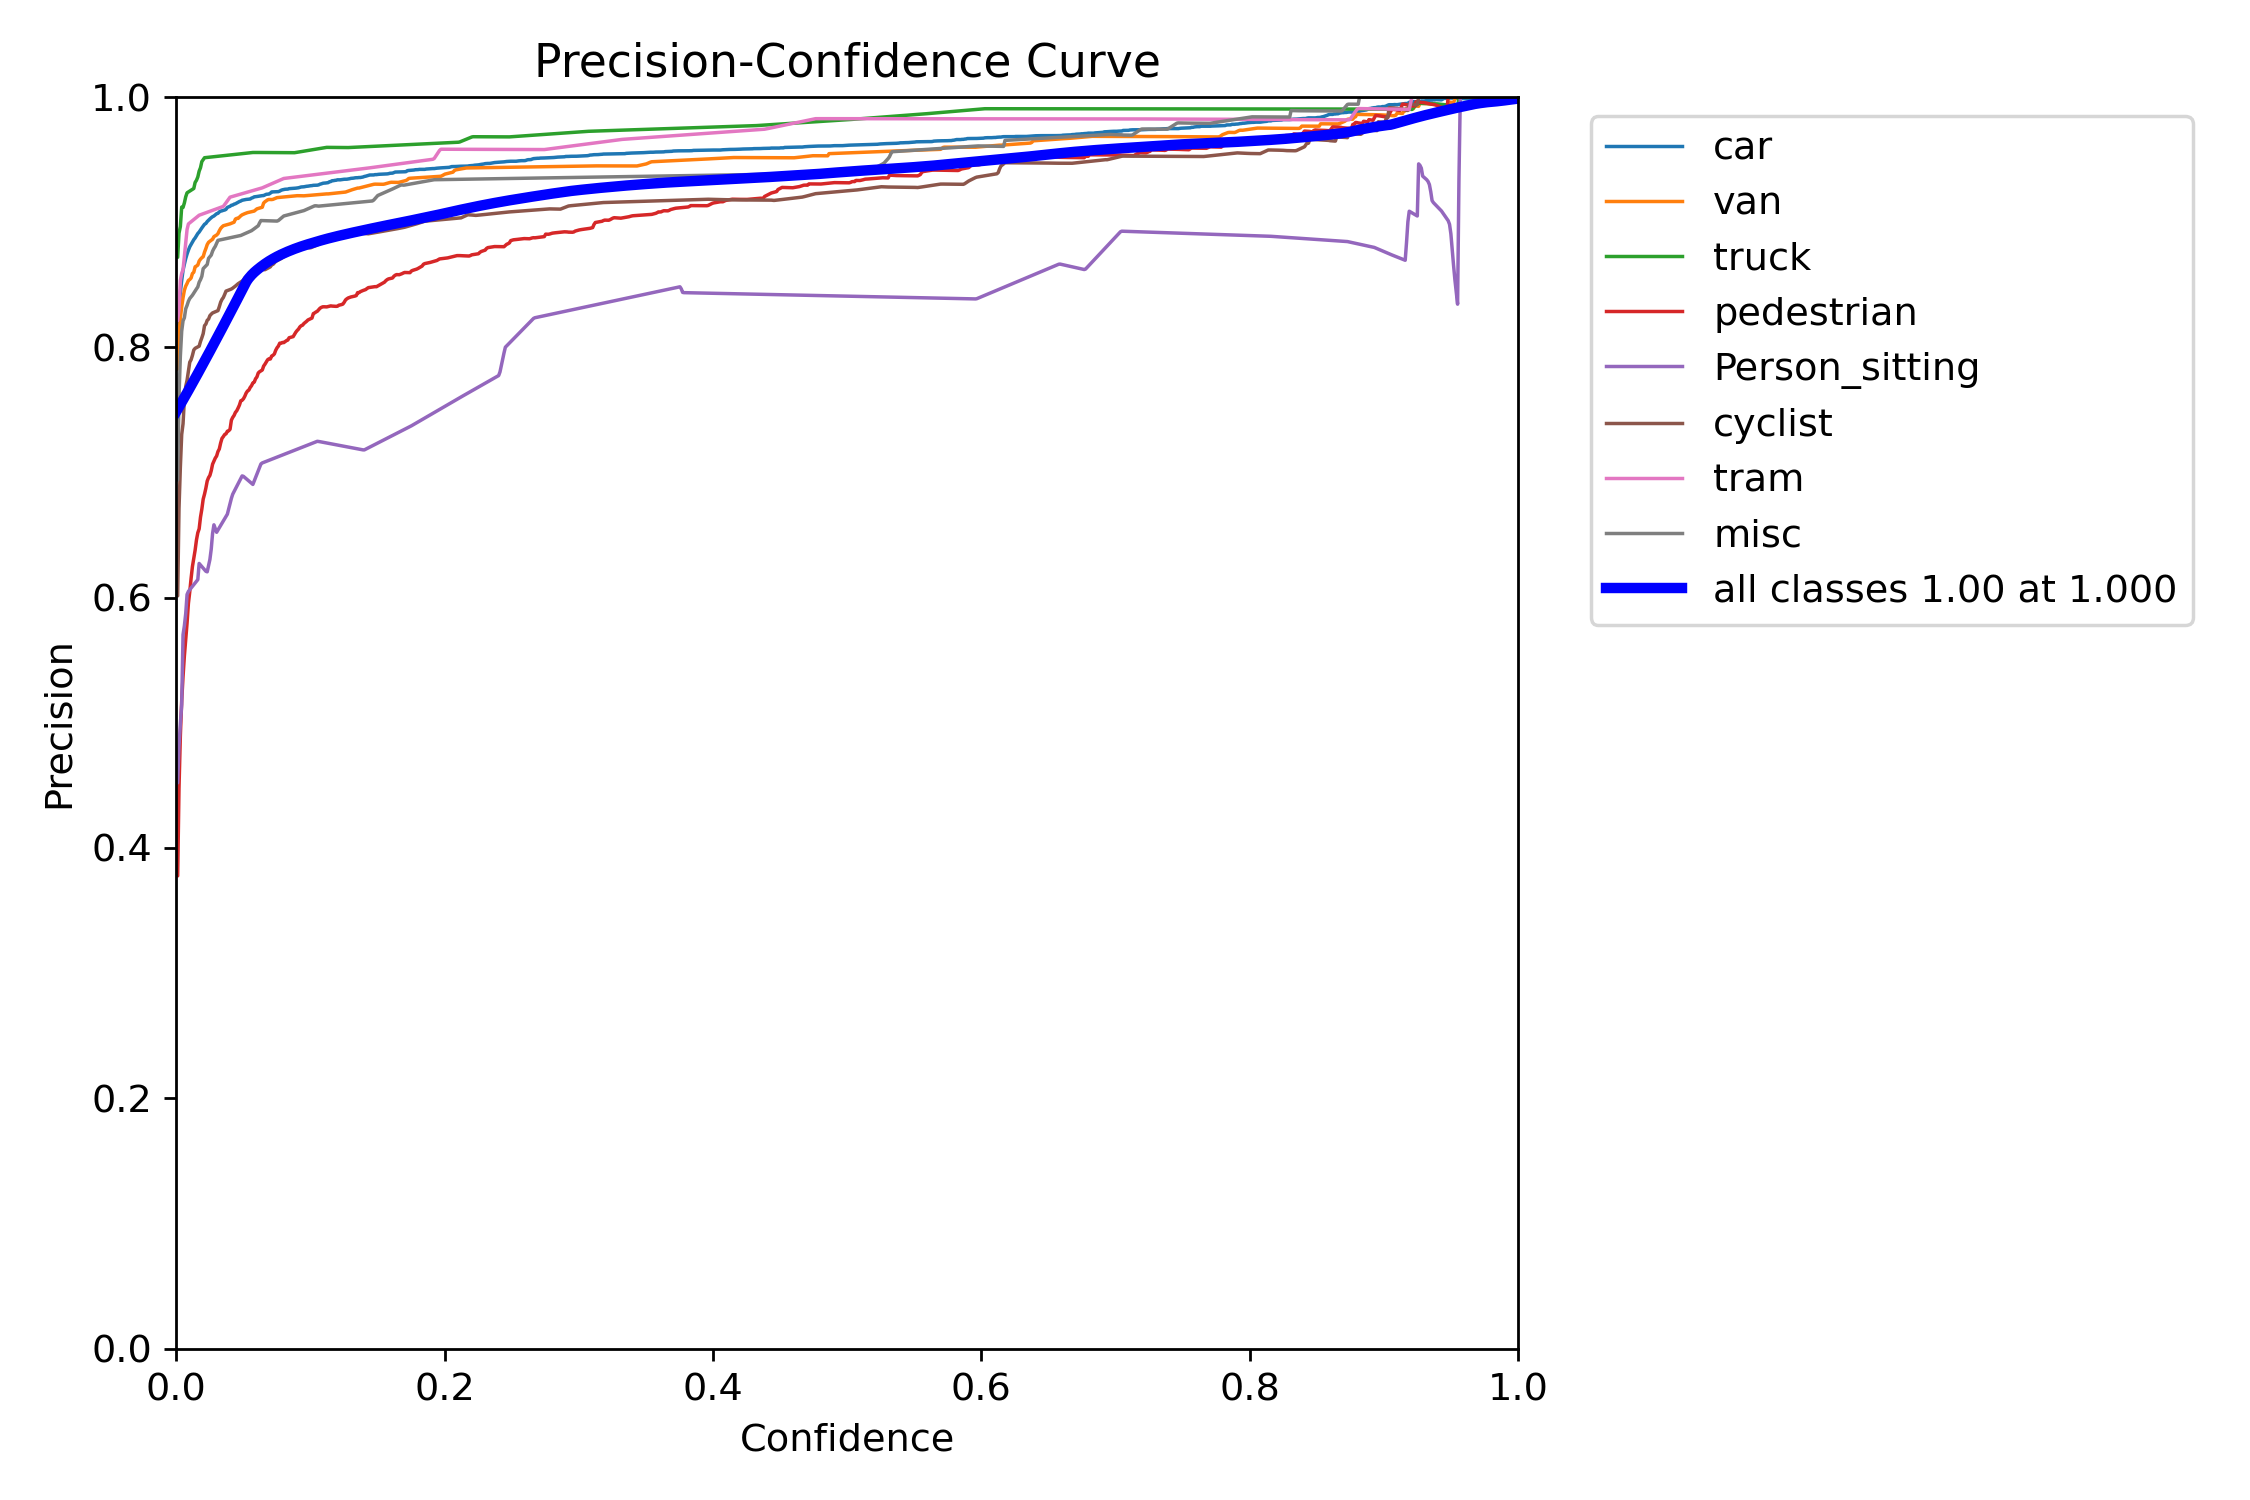 Precision-Confidence Curve
1.0
0.8
0.6
0.4
0.2
0.0
Precision
0.0 0.2 0.4 0.6 0.8 1.0
Confidence
car
van
truck
pedestrian
Person_sitting
cyclist
tram
misc
all classes 1.00 at 1.000